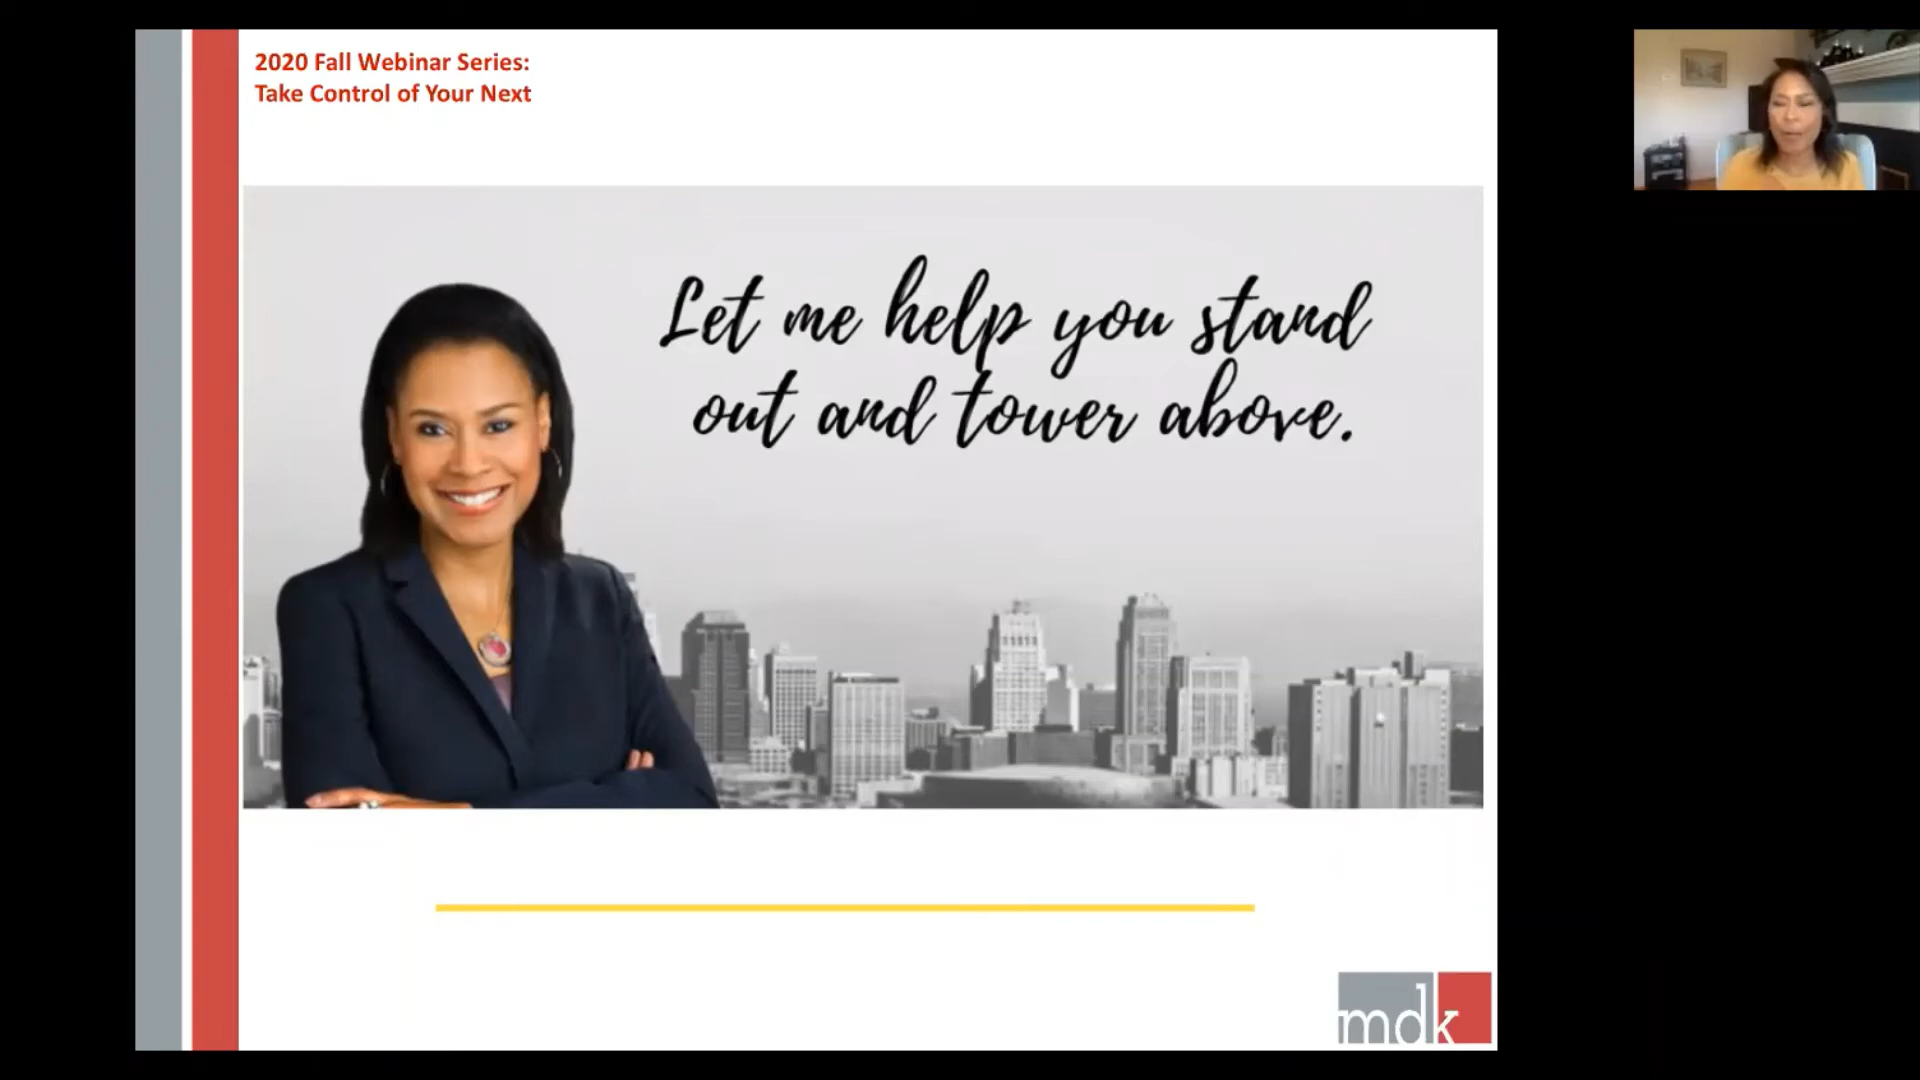 2020 Fall Webinar Series:
Take Control of Your Next
Let me help you stand
out and tower above.
mdk